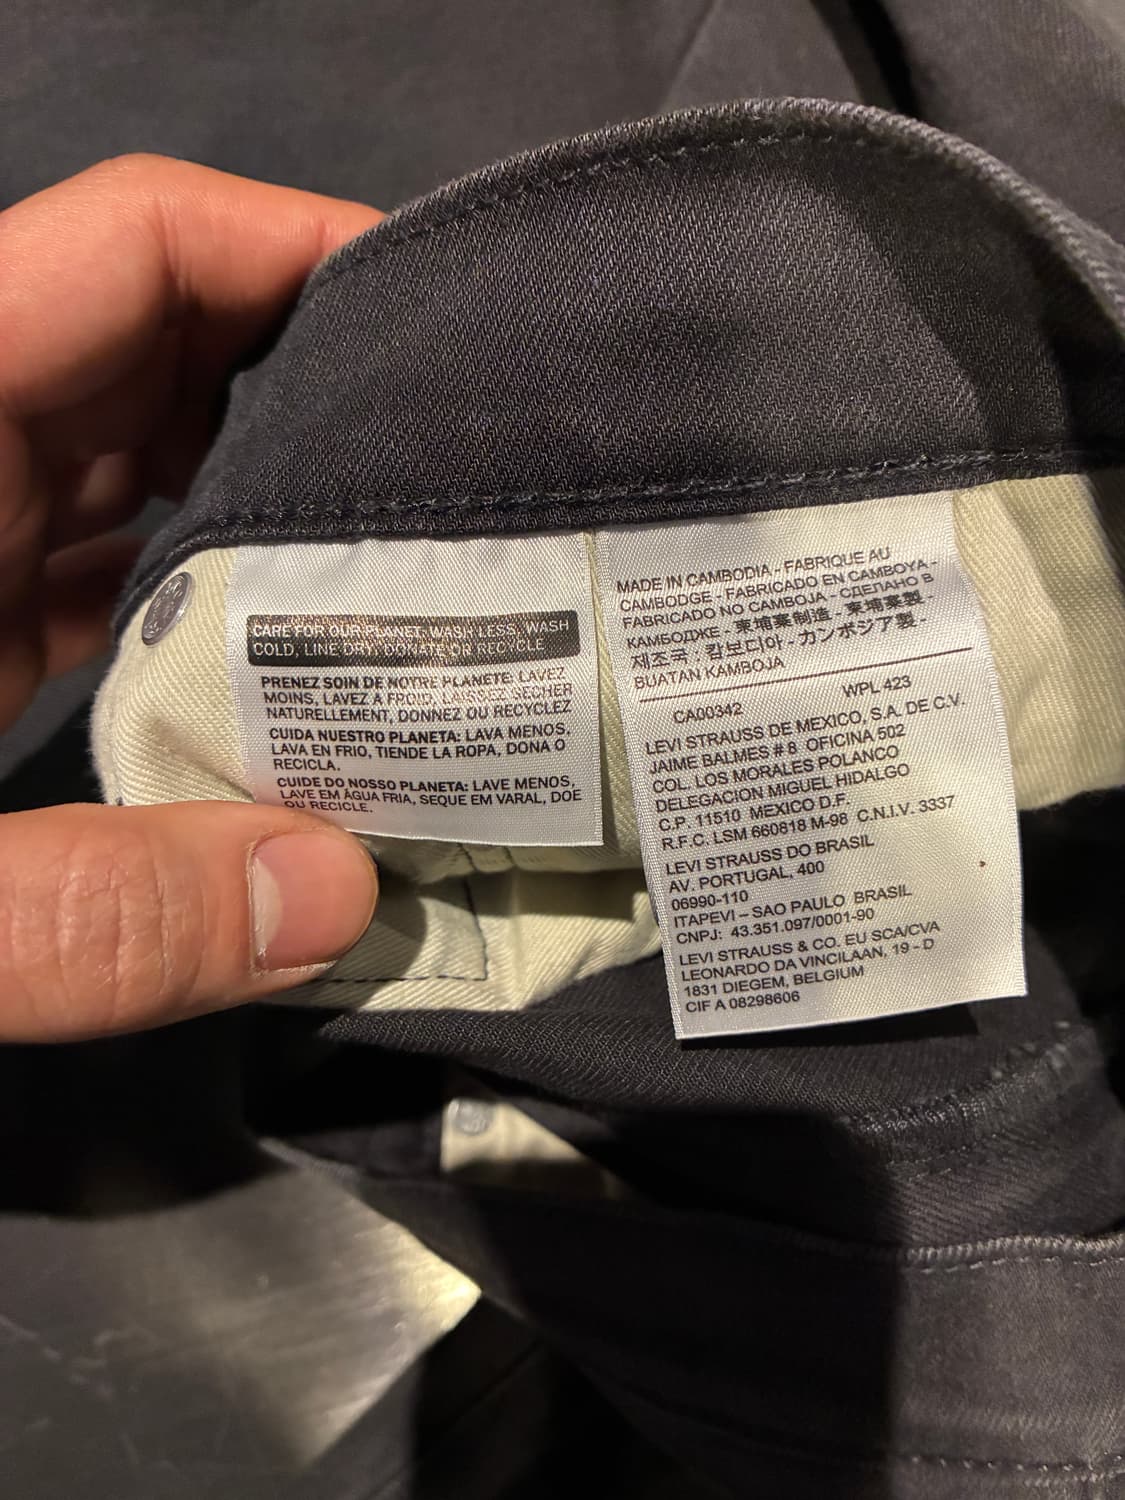 CARE FOR OUR PLANET: WASH LESS, WASH
COLD, LINE DRY, DONATE OR RECYCLE
PRENEZ SOIN DE NOTRE PLANETE: LAVEZ
MOINS, LAVEZ A FROID, LAISSEZ SECHER
NATURELLEMENT, DONNEZ OU RECYCLEZ
CUIDA NUESTRO PLANETA: LAVA MENOS,
LAVA EN FRIO, TIENDE LA ROPA, DONA O
RECICLA.
CUIDE DO NOSSO PLANETA: LAVE MENOS,
LAVE EM ÁGUA FRIA, SEQUE EM VARAL, DOE
OU RECICLE.
MADE IN CAMBODIA - FABRIQUE AU
CAMBODGE - FABRICADO EN CAMBOYA -
FABRICADO NO CAMBOJA - СДЕЛАНО В
КАМБОДЖЕ - 柬埔寨制造 - 柬埔寨製 -
제조국 : 캄보디아 - カンボジア製 -
BUATAN KAMBOJA
WPL 423
CA00342
LEVI STRAUSS DE MEXICO, S.A. DE C.V.
JAIME BALMES # 8 OFICINA 502
COL. LOS MORALES POLANCO
DELEGACION MIGUEL HIDALGO
C.P. 11510 MEXICO D.F.
R.F.C. LSM 660818 M-98 C.N.I.V. 3337
LEVI STRAUSS DO BRASIL
AV. PORTUGAL, 400
06990-110
ITAPEVI – SAO PAULO BRASIL
CNPJ: 43.351.097/0001-90
LEVI STRAUSS & CO. EU SCA/CVA
LEONARDO DA VINCILAAN, 19 - D
1831 DIEGEM, BELGIUM
CIF A 08298606